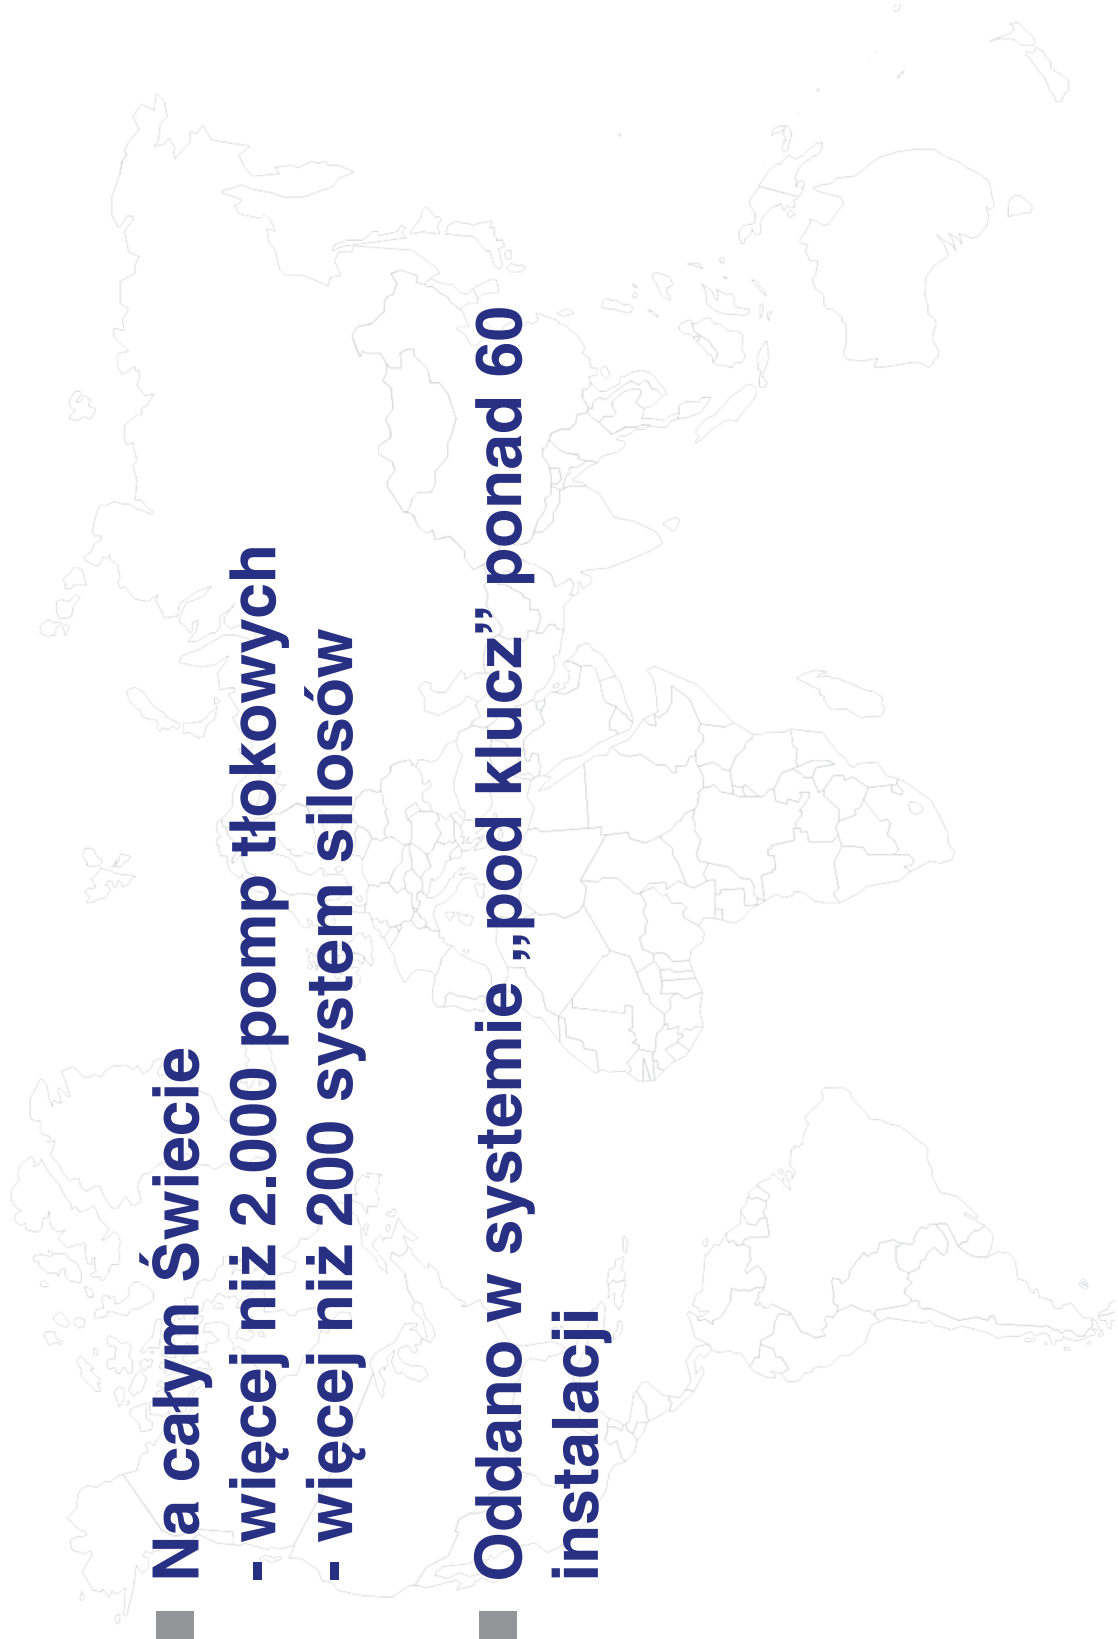 Na całym Świecie
- więcej niż 2.000 pomp tłokowych
- więcej niż 200 system silosów
Oddano w systemie „pod klucz” ponad 60
instalacji